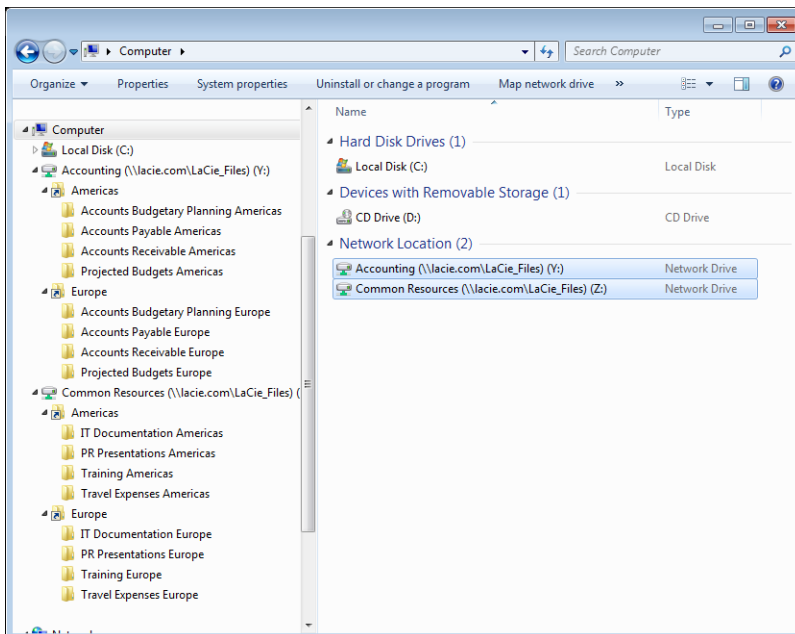 Computer
Search Computer
Organize Properties System properties Uninstall or change a program Map network drive »
Computer
Local Disk (C:)
Accounting (\\lacie.com\LaCie_Files) (Y:)
Americas
Accounts Budgetary Planning Americas
Accounts Payable Americas
Accounts Receivable Americas
Projected Budgets Americas
Europe
Accounts Budgetary Planning Europe
Accounts Payable Europe
Accounts Receivable Europe
Projected Budgets Europe
Common Resources (\\lacie.com\LaCie_Files) (
Americas
IT Documentation Americas
PR Presentations Americas
Training Americas
Travel Expenses Americas
Europe
IT Documentation Europe
PR Presentations Europe
Training Europe
Travel Expenses Europe
Name Type
Hard Disk Drives (1)
Local Disk (C:) Local Disk
Devices with Removable Storage (1)
CD Drive (D:) CD Drive
Network Location (2)
Accounting (\\lacie.com\LaCie_Files) (Y:) Network Drive
Common Resources (\\lacie.com\LaCie_Files) (Z:) Network Drive